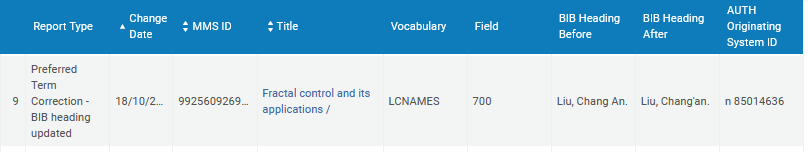 Report Type
Change
Date
MMS ID
Title
Vocabulary
Field
BIB Heading
Before
BIB Heading
After
AUTH
Originating
System ID
9
Preferred
Term
Correction -
BIB heading
updated
18/10/2...
9925609269...
Fractal control and its
applications /
LCNAMES
700
Liu, Chang An.
Liu, Chang'an.
n 85014636